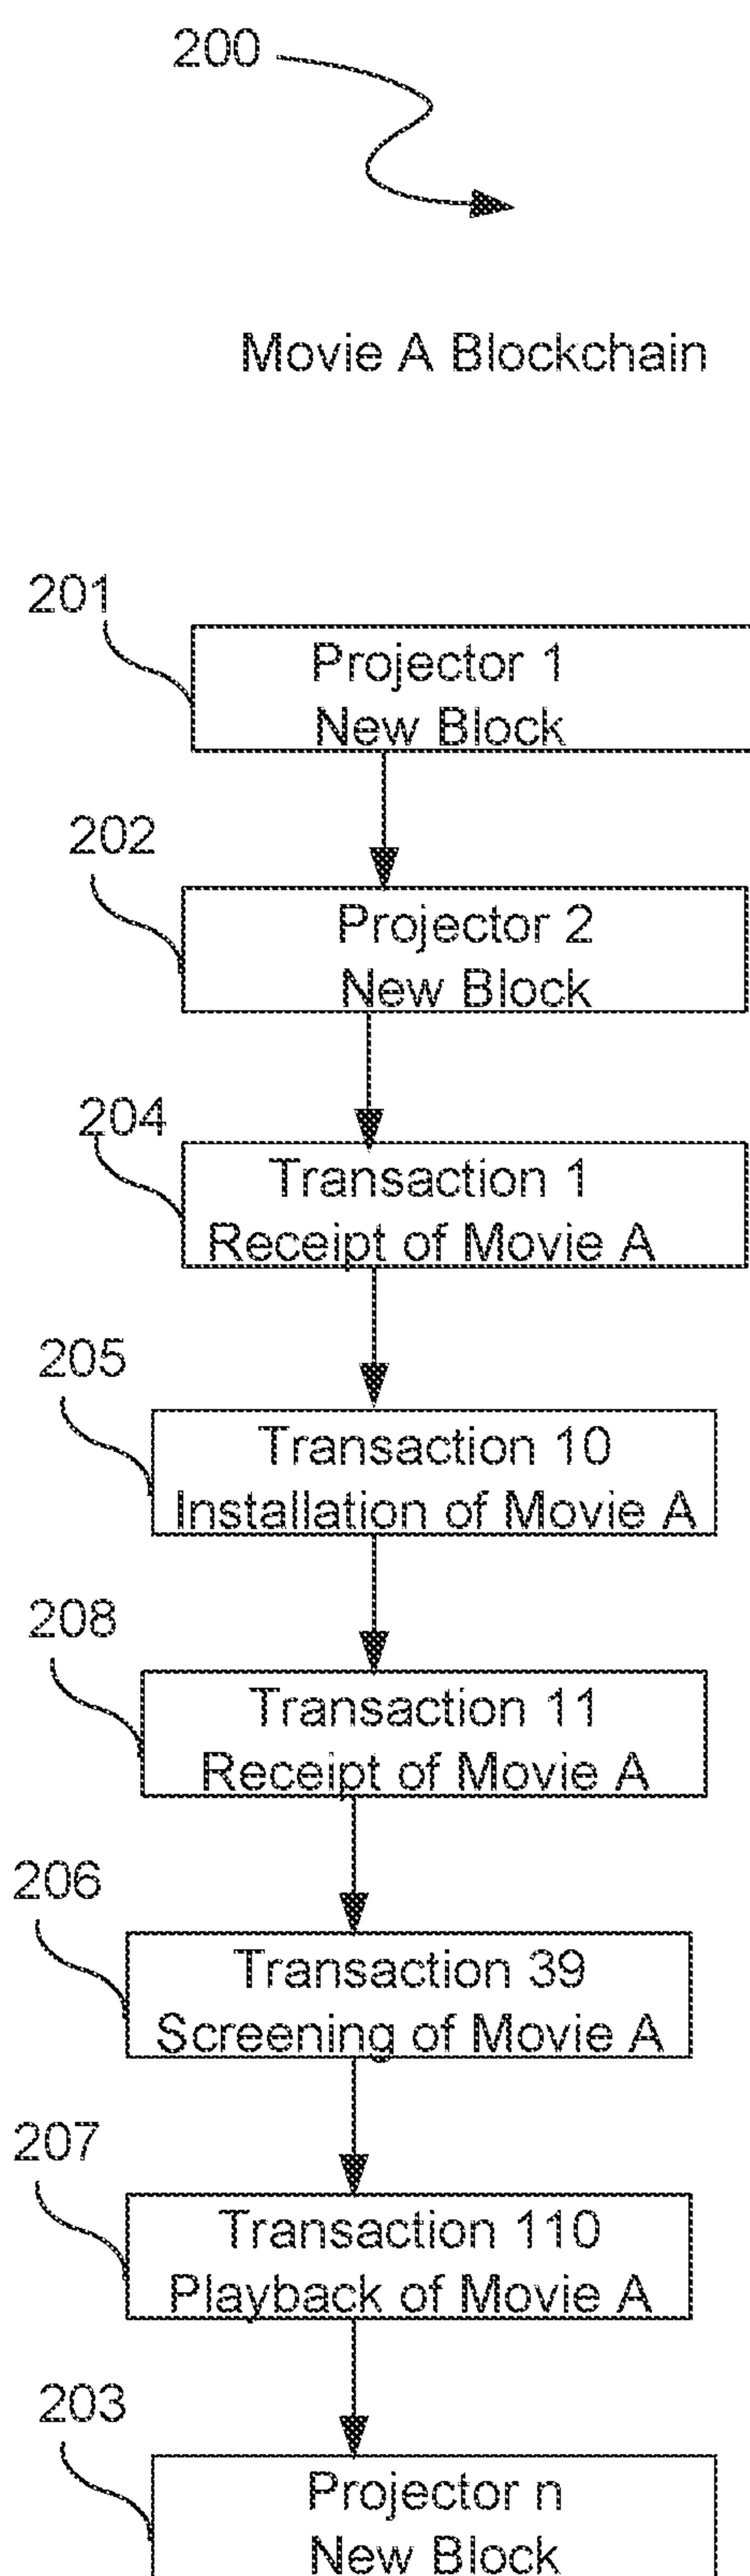 200
Movie A Blockchain
201
Projector 1
New Block
202
Projector 2
New Block
204
Transaction 1
Receipt of Movie A
205
Transaction 10
Installation of Movie A
208
Transaction 11
Receipt of Movie A
206
Transaction 39
Screening of Movie A
207
Transaction 110
Playback of Movie A
203
Projector n
New Block